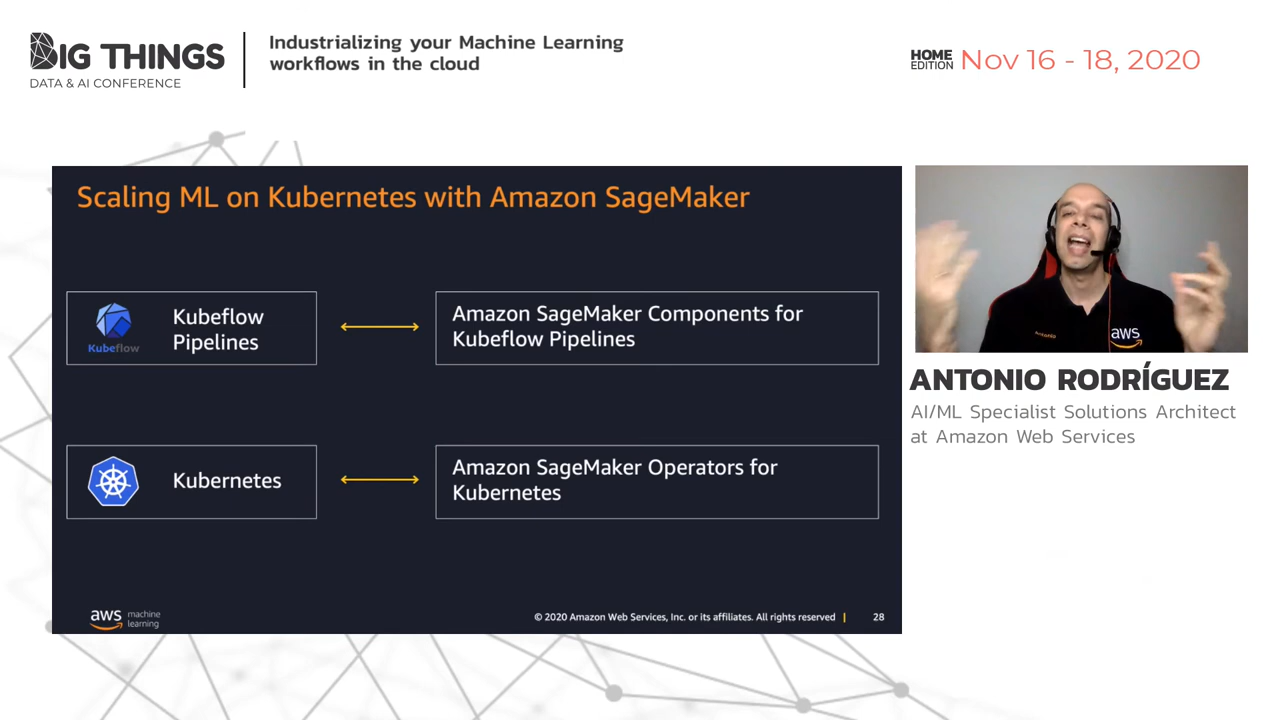 BIG THINGS
DATA & AI CONFERENCE
Industrializing your Machine Learning
workflows in the cloud
HOME
EDITION
Nov 16 - 18, 2020
Scaling ML on Kubernetes with Amazon SageMaker
Kubeflow
Kubeflow
Pipelines
Amazon SageMaker Components for
Kubeflow Pipelines
Kubernetes
Amazon SageMaker Operators for
Kubernetes
aws
machine
learning
© 2020 Amazon Web Services, Inc. or its affiliates. All rights reserved |
28
Antonio
aws
ANTONIO RODRÍGUEZ
AI/ML Specialist Solutions Architect
at Amazon Web Services